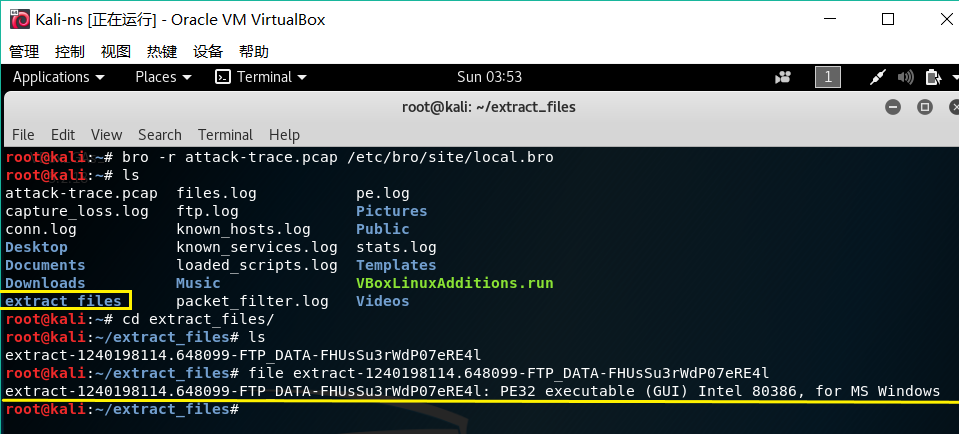 Kali-ns [正在运行] - Oracle VM VirtualBox
管理 控制 视图 热键 设备 帮助
Applications Places Terminal Sun 03:53 1
root@kali: ~/extract_files
File Edit View Search Terminal Help
root@kali:~# bro -r attack-trace.pcap /etc/bro/site/local.bro
root@kali:~# ls
attack-trace.pcap files.log pe.log
capture_loss.log ftp.log Pictures
conn.log known_hosts.log Public
Desktop known_services.log stats.log
Documents loaded_scripts.log Templates
Downloads Music VBoxLinuxAdditions.run
extract_files packet_filter.log Videos
root@kali:~# cd extract_files/
root@kali:~/extract_files# ls
extract-1240198114.648099-FTP_DATA-FHUsSu3rWdP07eRE4l
root@kali:~/extract_files# file extract-1240198114.648099-FTP_DATA-FHUsSu3rWdP07eRE4l
extract-1240198114.648099-FTP_DATA-FHUsSu3rWdP07eRE4l: PE32 executable (GUI) Intel 80386, for MS Windows
root@kali:~/extract_files#